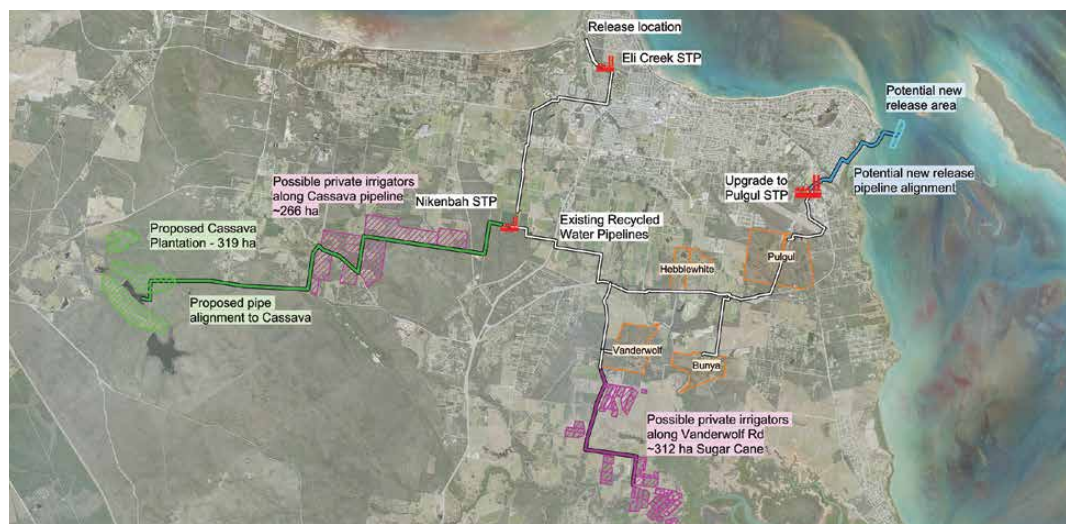 Release location
Eli Creek STP
Potential new
release area
Possible private irrigators
along Cassava pipeline
~266 ha
Nikenbah STP
Upgrade to
Pulgul STP
Potential new release
pipeline alignment
Proposed Cassava
Plantation - 319 ha
Existing Recycled
Water Pipelines
Hebblewhite
Pulgul
Proposed pipe
alignment to Cassava
Vanderwolf
Bunya
Possible private irrigators
along Vanderwolf Rd
~312 ha Sugar Cane